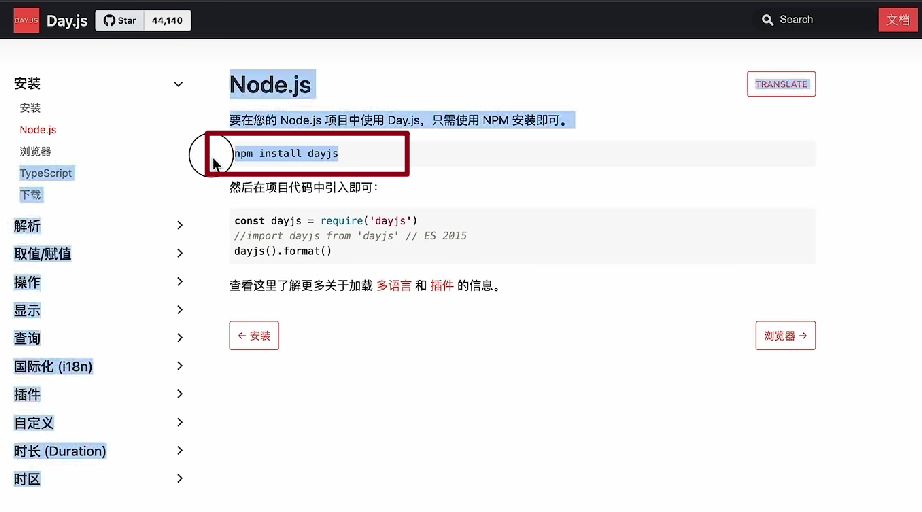 DAY.JS Day.js Star 44,140 Search 文档
安装
安装
Node.js
浏览器
TypeScript
下载
解析
取值/赋值
操作
显示
查询
国际化 (i18n)
插件
自定义
时长 (Duration)
时区
Node.js
TRANSLATE
要在您的 Node.js 项目中使用 Day.js，只需使用 NPM 安装即可。
npm install dayjs
然后在项目代码中引入即可：
const dayjs = require('dayjs')
//import dayjs from 'dayjs' // ES 2015
dayjs().format()
查看这里了解更多关于加载 多语言 和 插件 的信息。
← 安装
浏览器 →